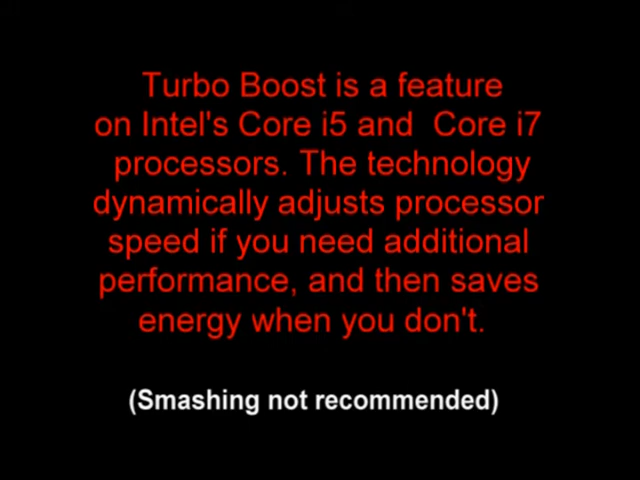 Turbo Boost is a feature
on Intel's Core i5 and  Core i7
processors. The technology
dynamically adjusts processor
speed if you need additional
performance, and then saves
energy when you don't.
(Smashing not recommended)